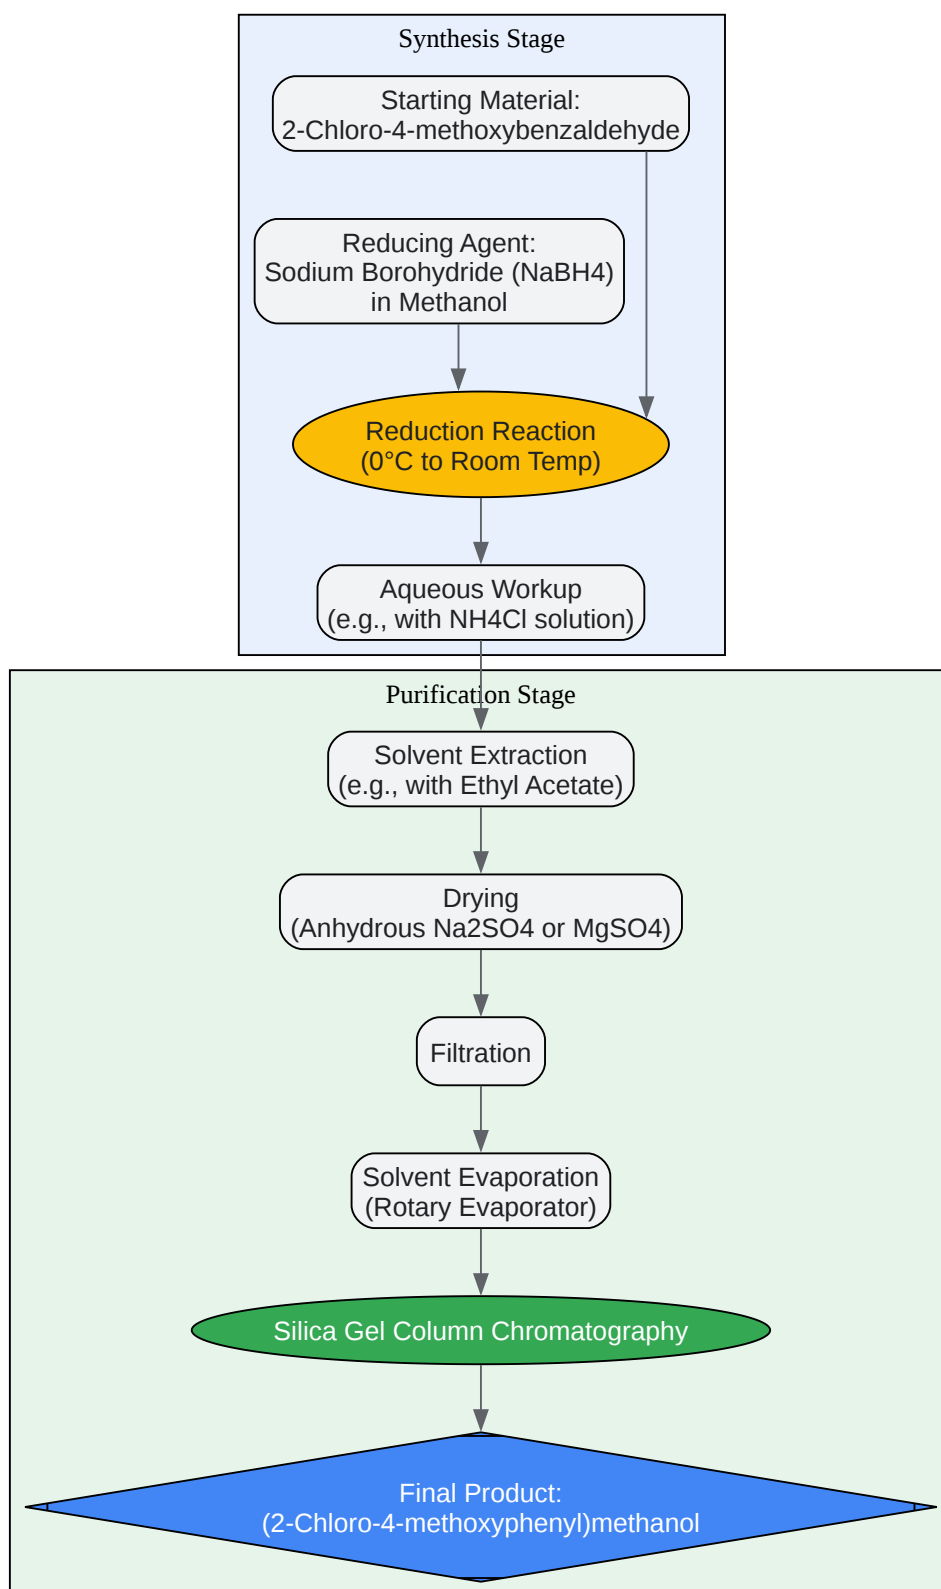 Synthesis Stage
Starting Material:
2-Chloro-4-methoxybenzaldehyde
Reducing Agent:
Sodium Borohydride (NaBH4)
in Methanol
Reduction Reaction
(0°C to Room Temp)
Aqueous Workup
(e.g., with NH4Cl solution)
Purification Stage
Solvent Extraction
(e.g., with Ethyl Acetate)
Drying
(Anhydrous Na2SO4 or MgSO4)
Filtration
Solvent Evaporation
(Rotary Evaporator)
Silica Gel Column Chromatography
Final Product:
(2-Chloro-4-methoxyphenyl)methanol